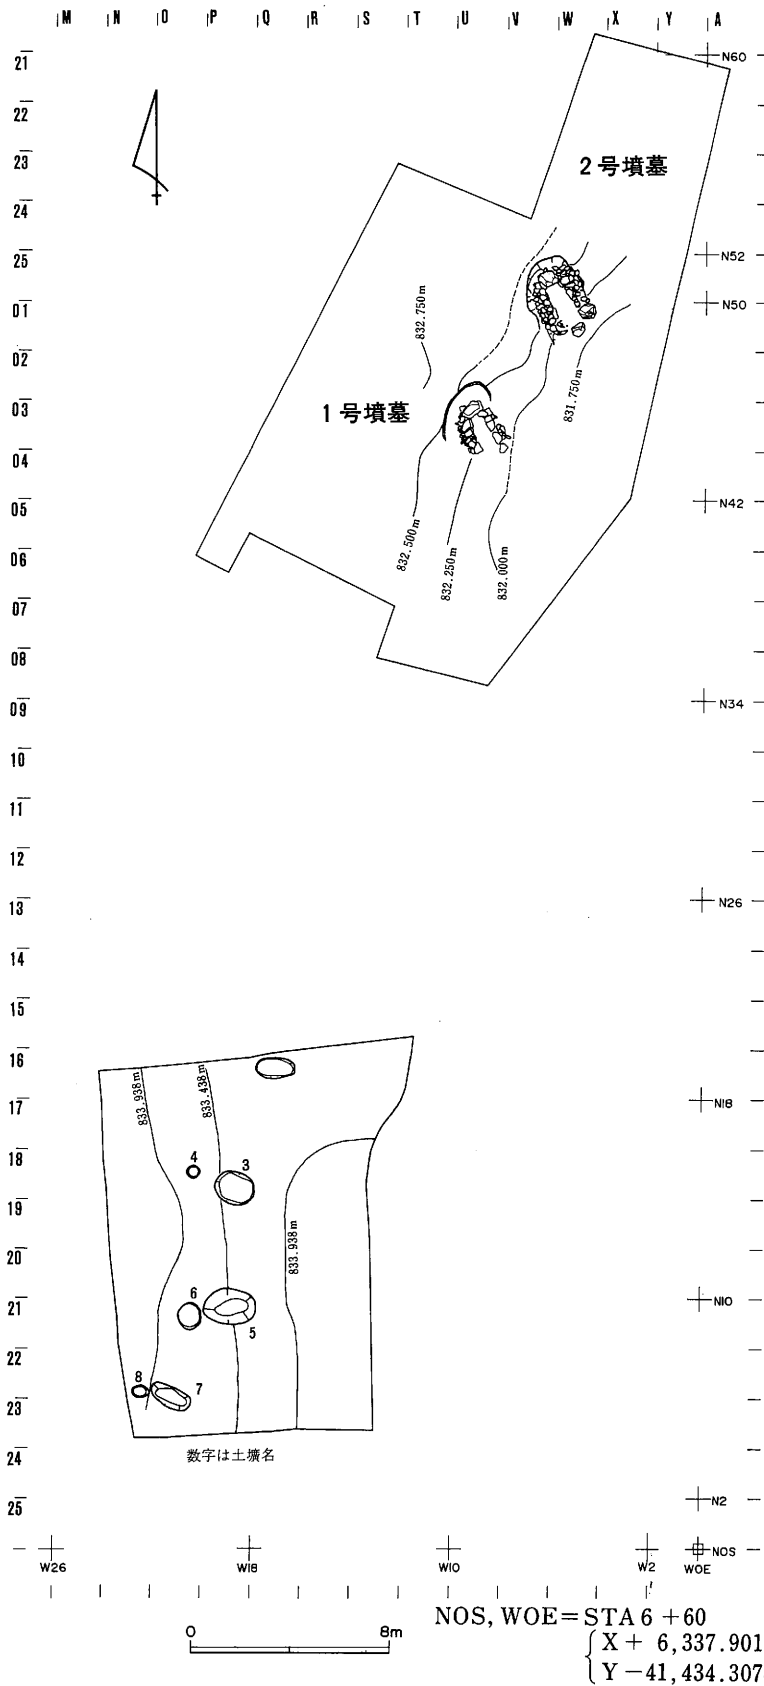 M N O P Q R S T U V W X Y A
21
N60
22
23
2号墳墓
24
25
N52
01
N50
832.750m
02
831.750m
03
1号墳墓
04
05
N42
832.500m
832.250m
832.000m
06
07
08
09
N34
10
11
12
13
N26
14
15
16
833.938m
833.438m
17
N18
18
4
3
19
833.938m
20
6
21
N10
5
22
8
7
23
数字は土壙名
24
25
N2
NOS
W26 W18 W10 W2 WOE
NOS, WOE=STA 6 +60
0 8m
X + 6,337.901
Y −41,434.307